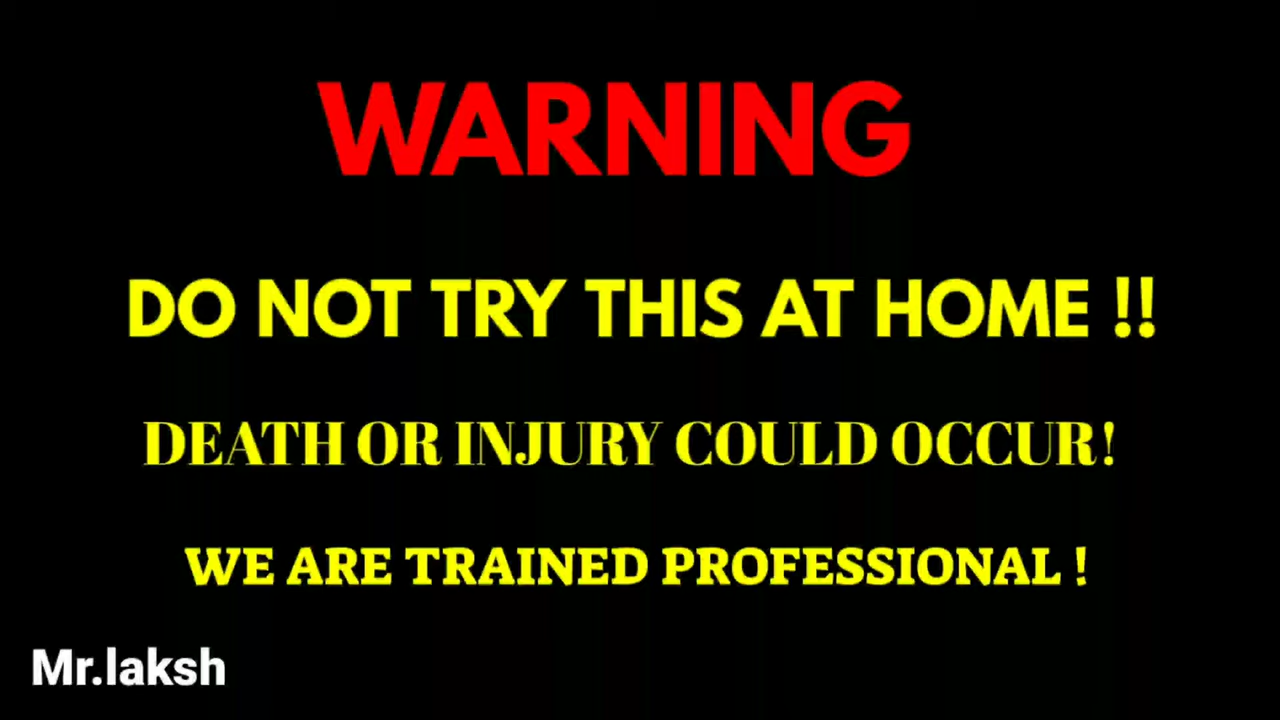 WARNING
DO NOT TRY THIS AT HOME !!
DEATH OR INJURY COULD OCCUR!
WE ARE TRAINED PROFESSIONAL !
Mr.laksh